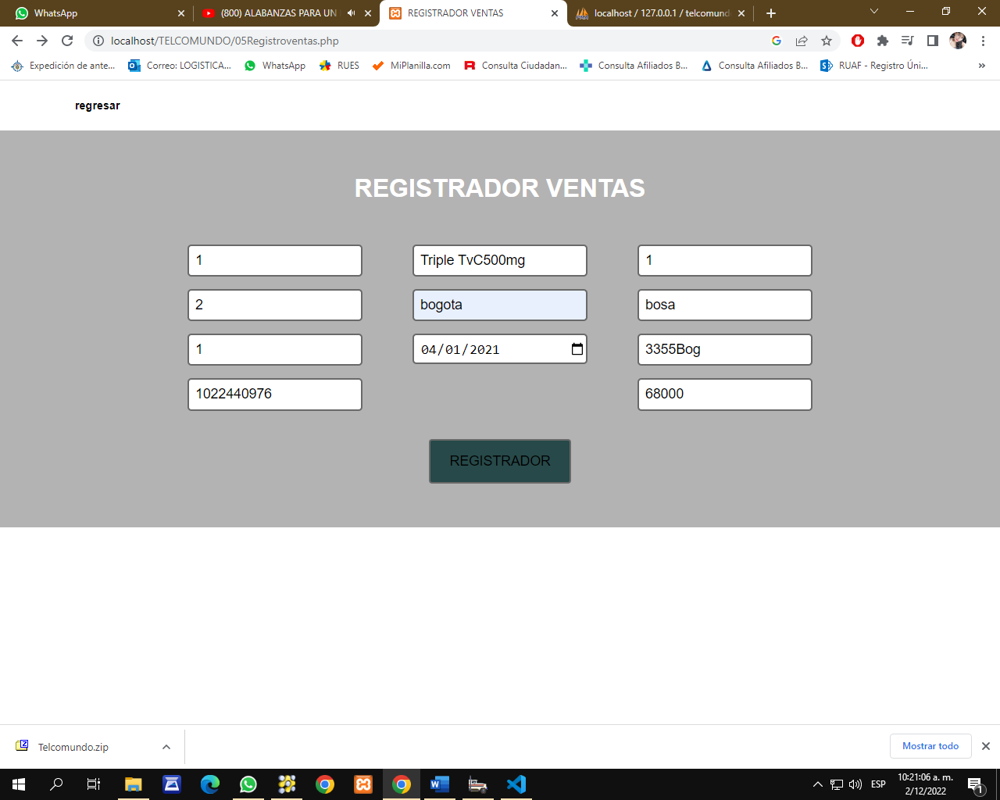 WhatsApp
(800) ALABANZAS PARA UN
REGISTRADOR VENTAS
localhost / 127.0.0.1 / telcomund
localhost/TELCOMUNDO/05Registroventas.php
Expedición de ante...
Correo: LOGISTICA...
WhatsApp
RUES
MiPlanilla.com
Consulta Ciudadan...
Consulta Afiliados B...
Consulta Afiliados B...
RUAF - Registro Úni...
»
regresar
REGISTRADOR VENTAS
1
Triple TvC500mg
1
2
bogota
bosa
1
04/01/2021
3355Bog
1022440976
68000
REGISTRADOR
Telcomundo.zip
Mostrar todo
ESP
10:21:06 a. m.
2/12/2022
1